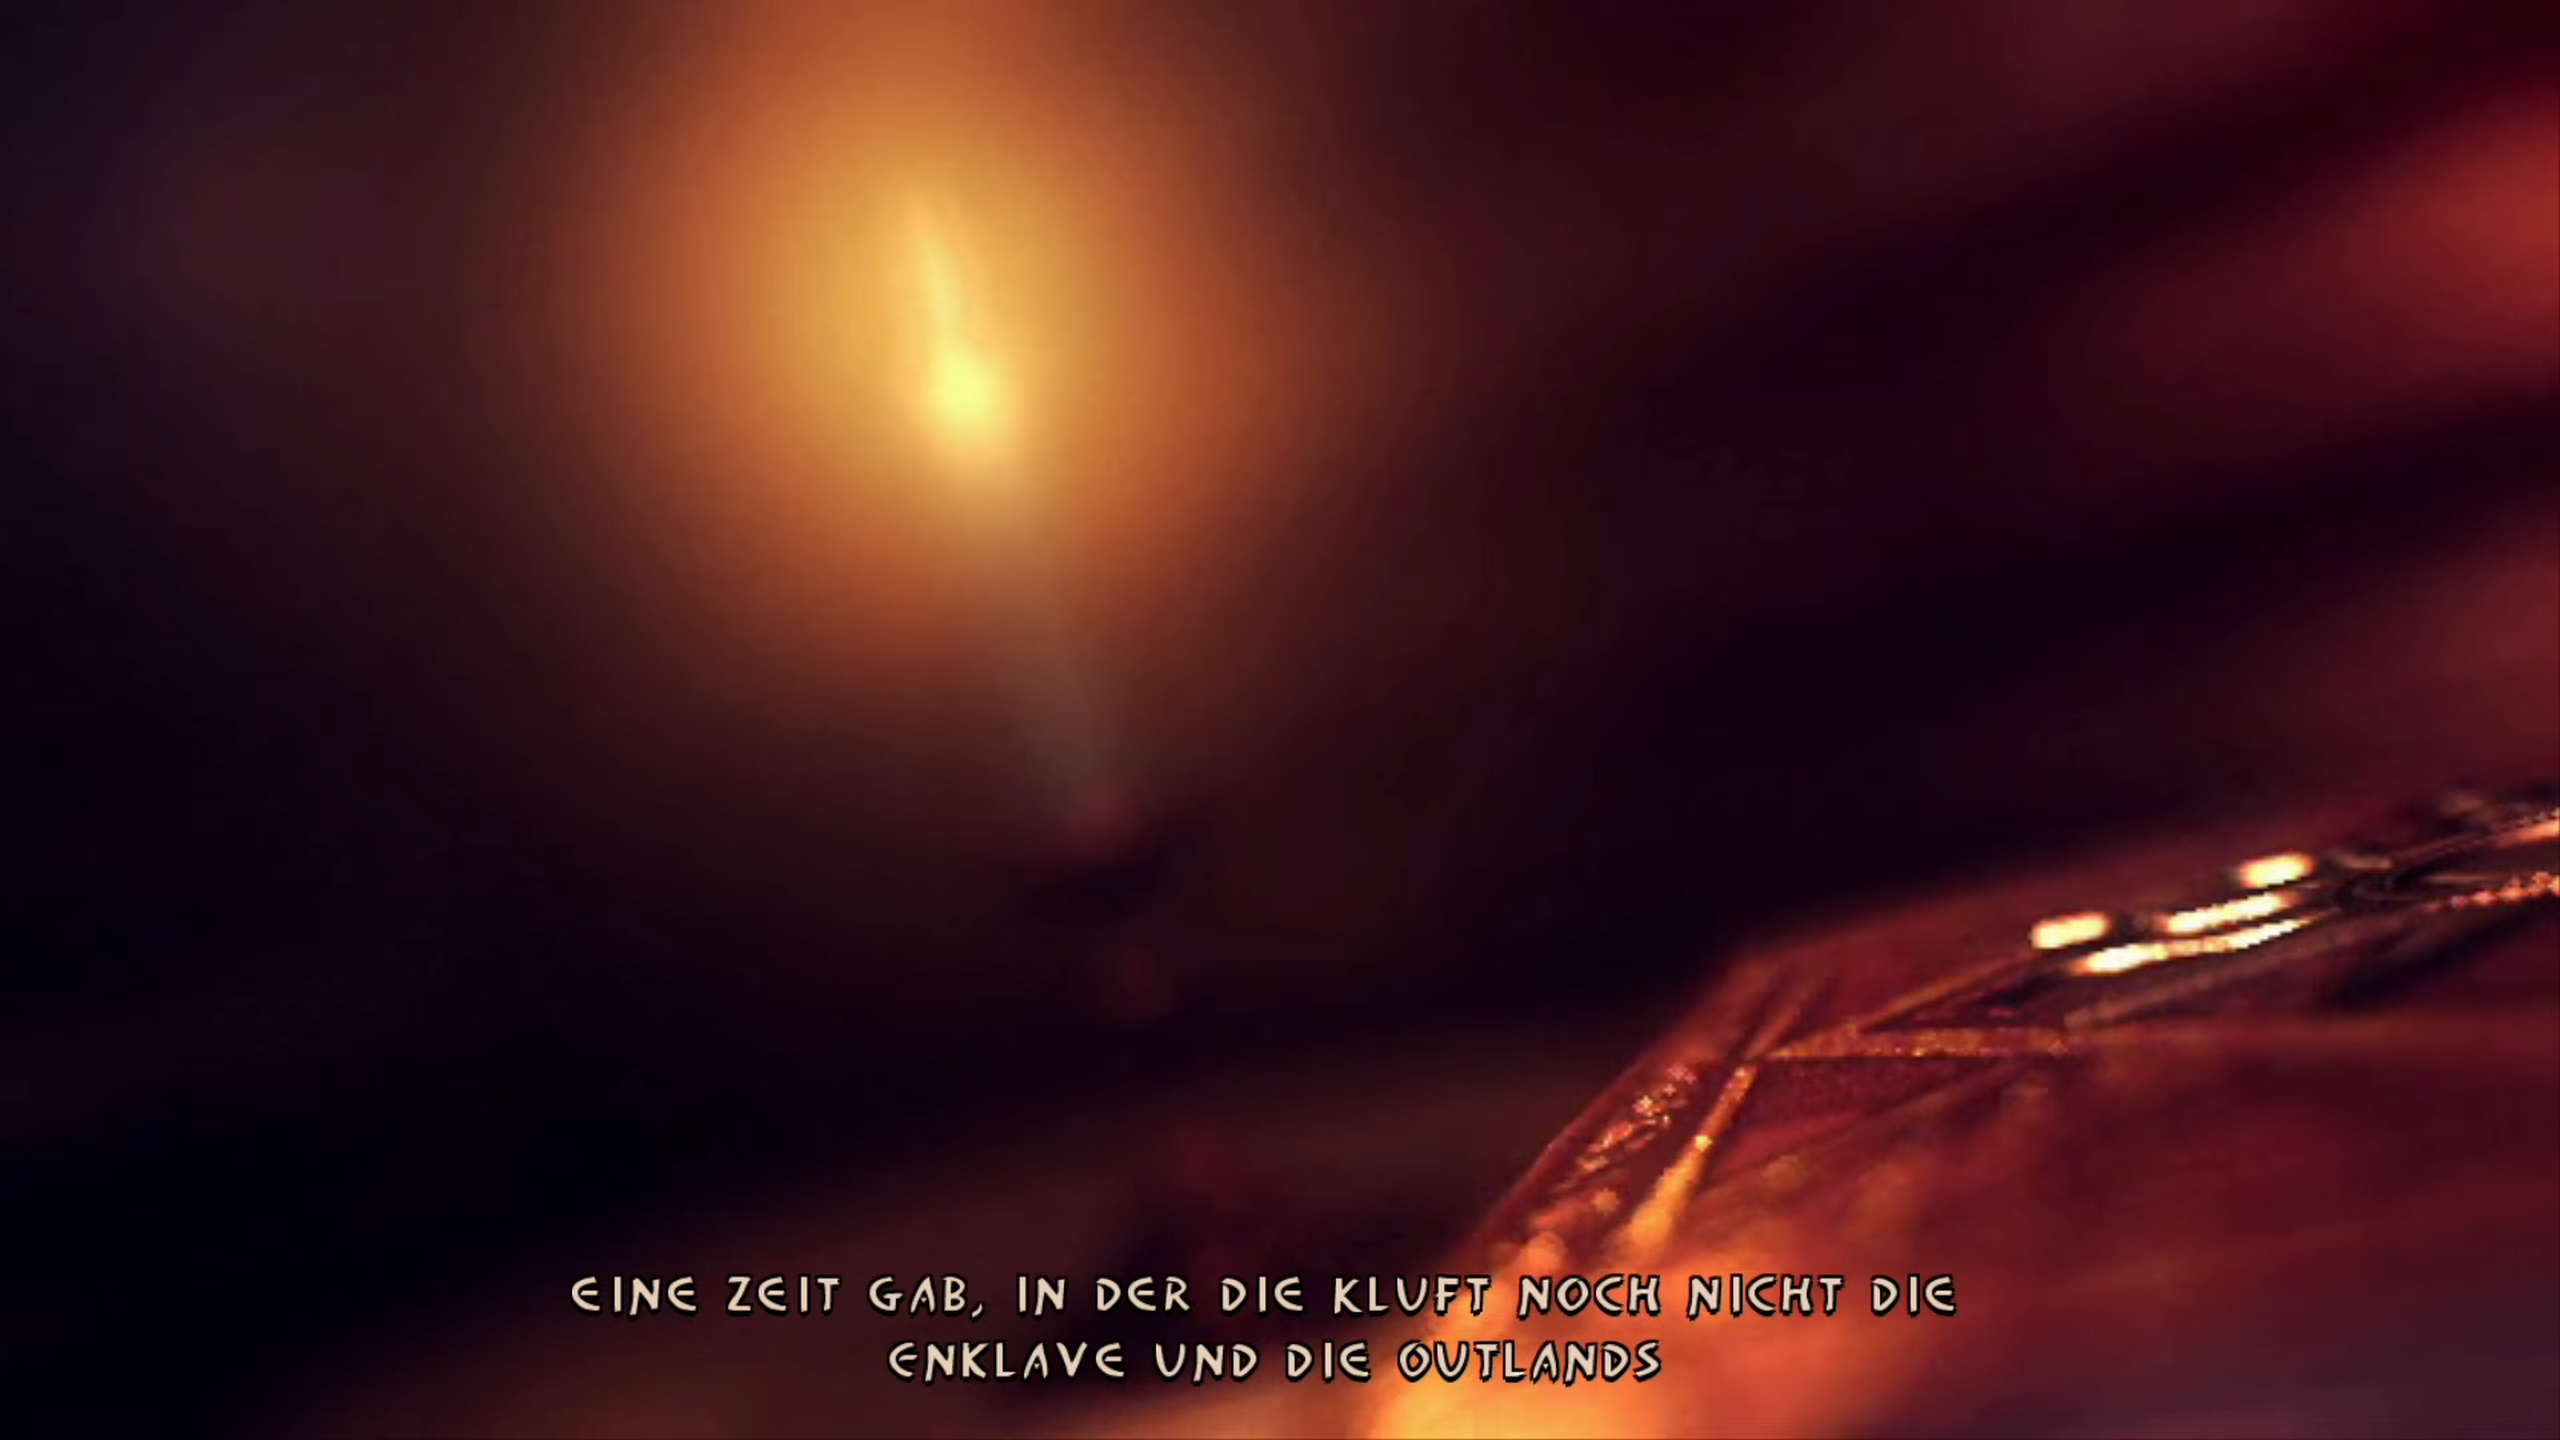 EINE ZEIT GAB, IN DER DIE KLUFT NOCH NICHT DIE
ENKLAVE UND DIE OUTLANDS